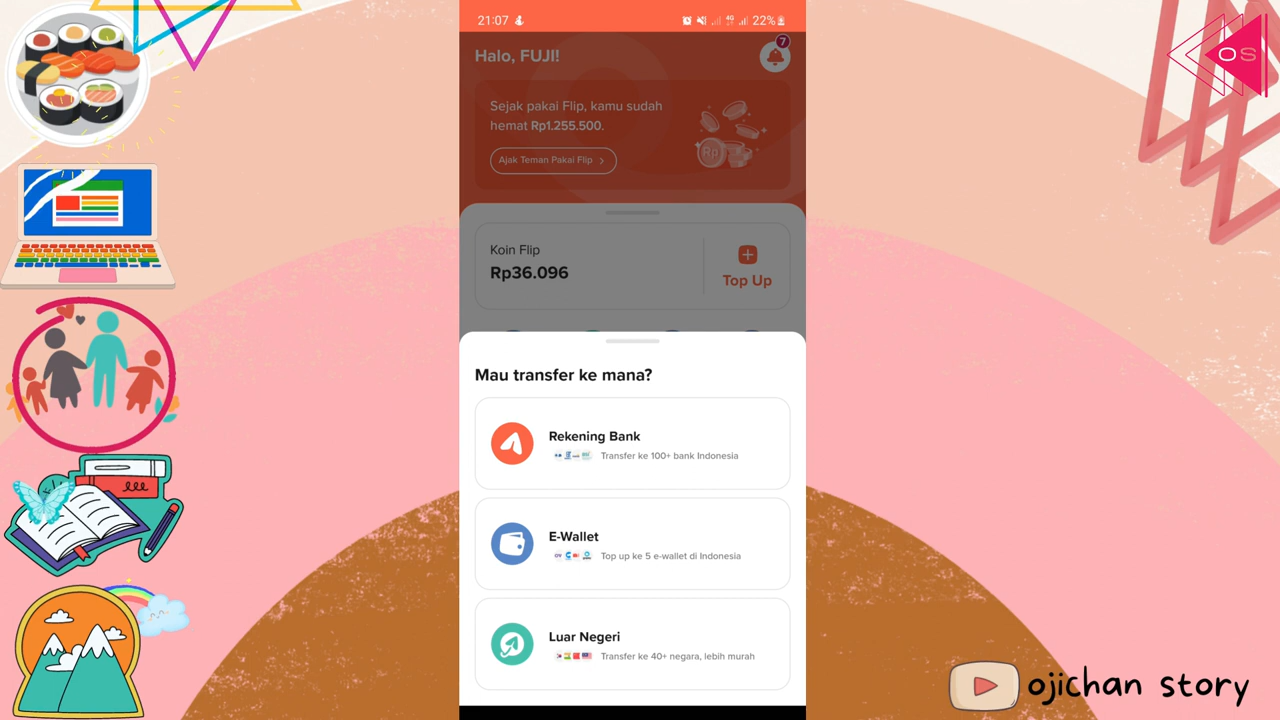 21:07
22%
7
Halo, FUJI!
Sejak pakai Flip, kamu sudah
hemat Rp1.255.500.
Rp
Ajak Teman Pakai Flip
Koin Flip
Rp36.096
Top Up
Mau transfer ke mana?
Rekening Bank
Transfer ke 100+ bank Indonesia
E-Wallet
Top up ke 5 e-wallet di Indonesia
Luar Negeri
Transfer ke 40+ negara, lebih murah
OS
ojichan story